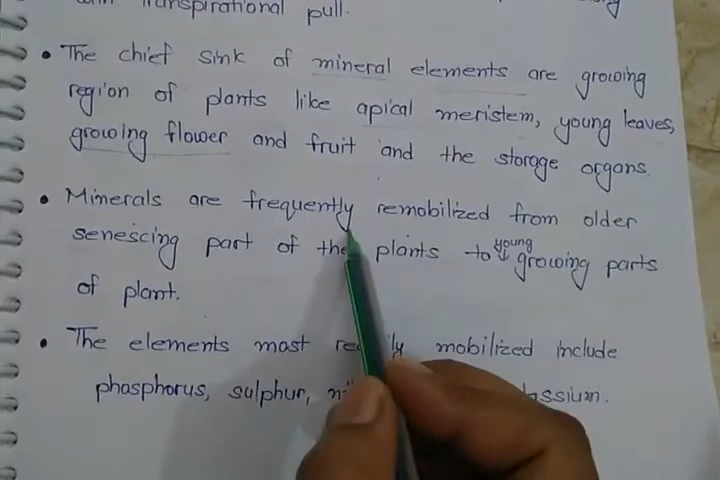 Transpirational pull.
• The chief sink of mineral elements are growing
region of plants like apical meristem, young leaves,
growing flower and fruit and the storage organs.
• Minerals are frequently remobilized from older
senescing part of the plants to young growing parts
of plant.
• The elements most mobilized include
phosphorus, sulphur,